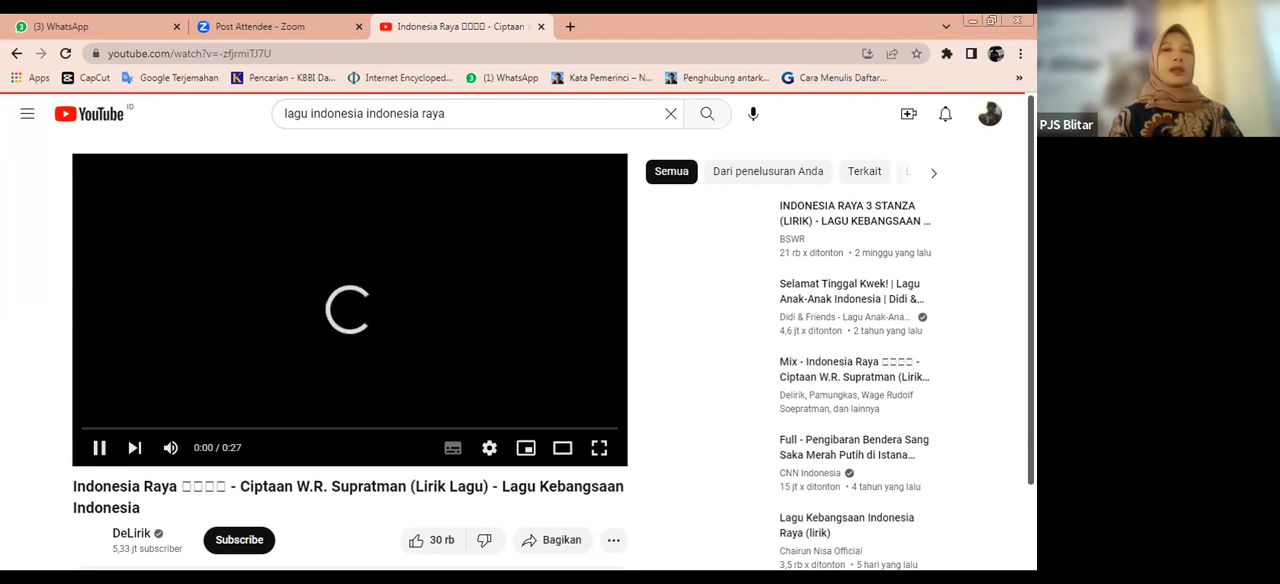 (3) WhatsApp
Post Attendee - Zoom
Indonesia Raya - Ciptaan
youtube.com/watch?v=-zfjrmiTJ7U
Apps
CapCut
Google Terjemahan
Pencarian - KBBI Da...
Internet Encycloped...
(1) WhatsApp
Kata Pemerinci – N...
Penghubung antark...
Cara Menulis Daftar...
»
YouTube ID
lagu indonesia indonesia raya
PJS Blitar
Semua
Dari penelusuran Anda
Terkait
INDONESIA RAYA 3 STANZA
(LIRIK) - LAGU KEBANGSAAN ...
BSWR
21 rb x ditonton • 2 minggu yang lalu
Selamat Tinggal Kwek! | Lagu
Anak-Anak Indonesia | Didi &...
Didi & Friends - Lagu Anak-Ana...
4,6 jt x ditonton • 2 tahun yang lalu
Mix - Indonesia Raya -
Ciptaan W.R. Supratman (Lirik...
Delirik, Pamungkas, Wage Rudolf
Soepratman, dan lainnya
Full - Pengibaran Bendera Sang
Saka Merah Putih di Istana...
CNN Indonesia
15 jt x ditonton • 4 tahun yang lalu
Lagu Kebangsaan Indonesia
Raya (lirik)
Chairun Nisa Official
3,5 rb x ditonton • 5 hari yang lalu
0:00 / 0:27
Indonesia Raya - Ciptaan W.R. Supratman (Lirik Lagu) - Lagu Kebangsaan
Indonesia
DeLirik
5,33 jt subscriber
Subscribe
30 rb
Bagikan